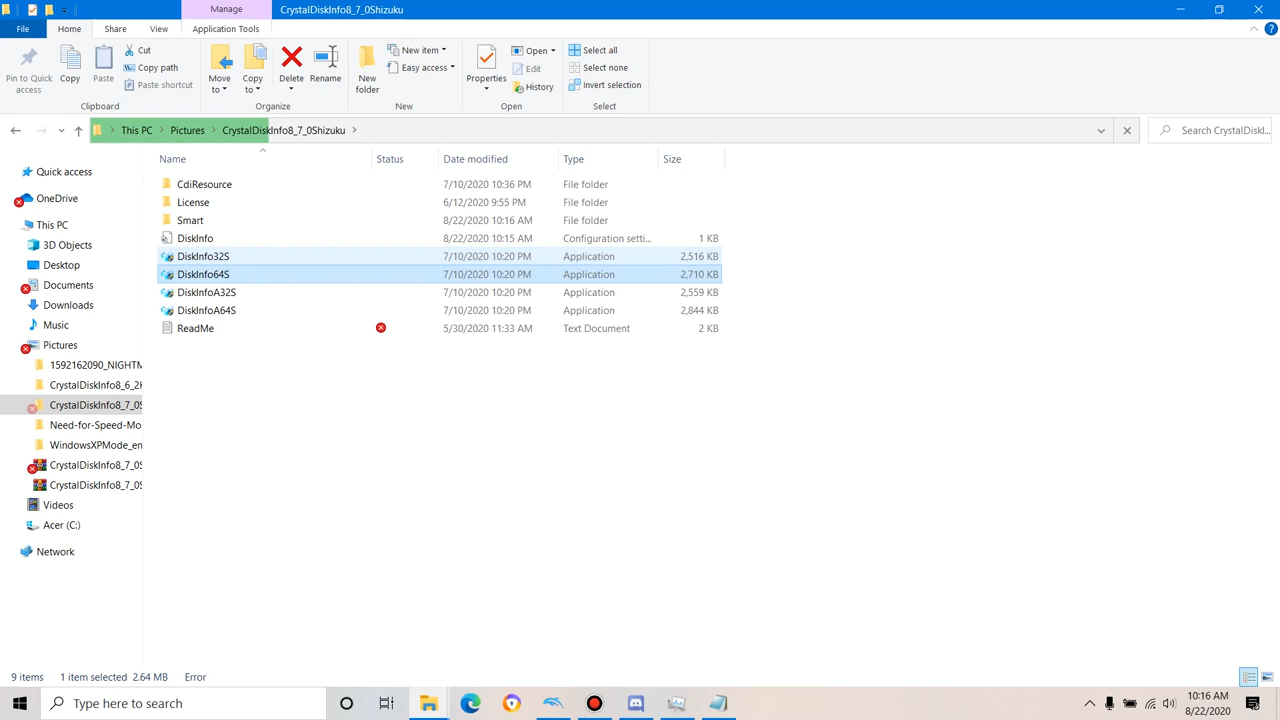 Manage
CrystalDiskInfo8_7_0Shizuku
File
Home
Share
View
Application Tools
Pin to Quick access
Copy
Paste
Cut
Copy path
Paste shortcut
Clipboard
Move to
Copy to
Delete
Rename
Organize
New folder
New item
Easy access
New
Properties
Open
Edit
History
Open
Select all
Select none
Invert selection
Select
This PC
Pictures
CrystalDiskInfo8_7_0Shizuku
Search CrystalDiskI...
Name
Status
Date modified
Type
Size
CdiResource 7/10/2020 10:36 PM File folder
License 6/12/2020 9:55 PM File folder
Smart 8/22/2020 10:16 AM File folder
DiskInfo 8/22/2020 10:15 AM Configuration setti... 1 KB
DiskInfo32S 7/10/2020 10:20 PM Application 2,516 KB
DiskInfo64S 7/10/2020 10:20 PM Application 2,710 KB
DiskInfoA32S 7/10/2020 10:20 PM Application 2,559 KB
DiskInfoA64S 7/10/2020 10:20 PM Application 2,844 KB
ReadMe 5/30/2020 11:33 AM Text Document 2 KB
Quick access
OneDrive
This PC
3D Objects
Desktop
Documents
Downloads
Music
Pictures
1592162090_NIGHTM
CrystalDiskInfo8_6_2
CrystalDiskInfo8_7_0S
Need-for-Speed-Mo
WindowsXPMode_en
CrystalDiskInfo8_7_0S
CrystalDiskInfo8_7_0S
Videos
Acer (C:)
Network
9 items
1 item selected 2.64 MB
Error
Type here to search
10:16 AM
8/22/2020